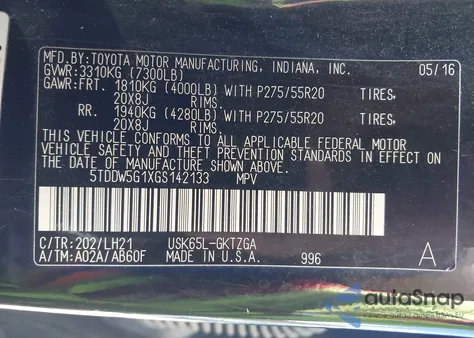 MFD.BY:TOYOTA MOTOR MANUFACTURING, INDIANA, INC. 05/16
GVWR: 3310KG (7300LB)
GAWR:FRT. 1810KG (4000LB) WITH P275/55R20 TIRES,
20X8J RIMS,
RR. 1940KG (4280LB) WITH P275/55R20 TIRES,
20X8J RIMS.
THIS VEHICLE CONFORMS TO ALL APPLICABLE FEDERAL MOTOR
VEHICLE SAFETY AND THEFT PREVENTION STANDARDS IN EFFECT ON
THE DATE OF MANUFACTURE SHOWN ABOVE.
5TDDW5G1XGS142133 MPV
C/TR:202/LH21 USK65L-GKTZGA
A/TM:A02A/AB60F MADE IN U.S.A. 996 A
autoSnap